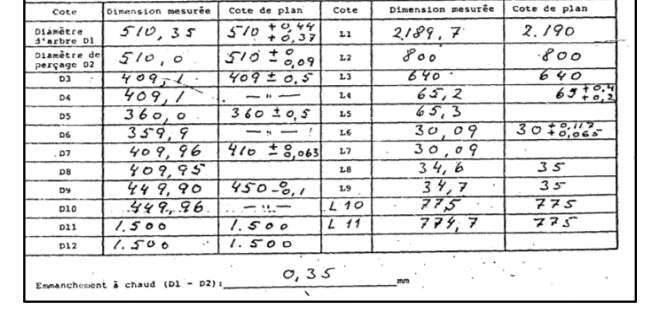 Cote Dimension mesurée Cote de plan Cote Dimension mesurée Cote de plan
Diamètre d'arbre D1 510,35 510 + 0,44 + 0,37 L1 2189,7 2.190
Diamètre de perçage D2 510,0 510 ± 0 0,09 L2 800 800
D3 409,1 409 ± 0.5 L3 640 640
D4 409,1 — " — L4 65,2 65 + 0.4 + 0,2
D5 360,0 360 ± 0,5 L5 65,3
D6 359,9 — " — L6 30,09 30 + 0,117 + 0,065
D7 409,96 410 ± 0 0,063 L7 30,09
D8 409,95 L8 34,6 35
D9 449,90 450 - 0 0,1 L9 34,7 35
D10 449,96 — " — L 10 775 775
D11 1.500 1.500 L 11 774,7 775
D12 1.500 1.500
Emmanchement à chaud (D1 - D2): 0,35 mm